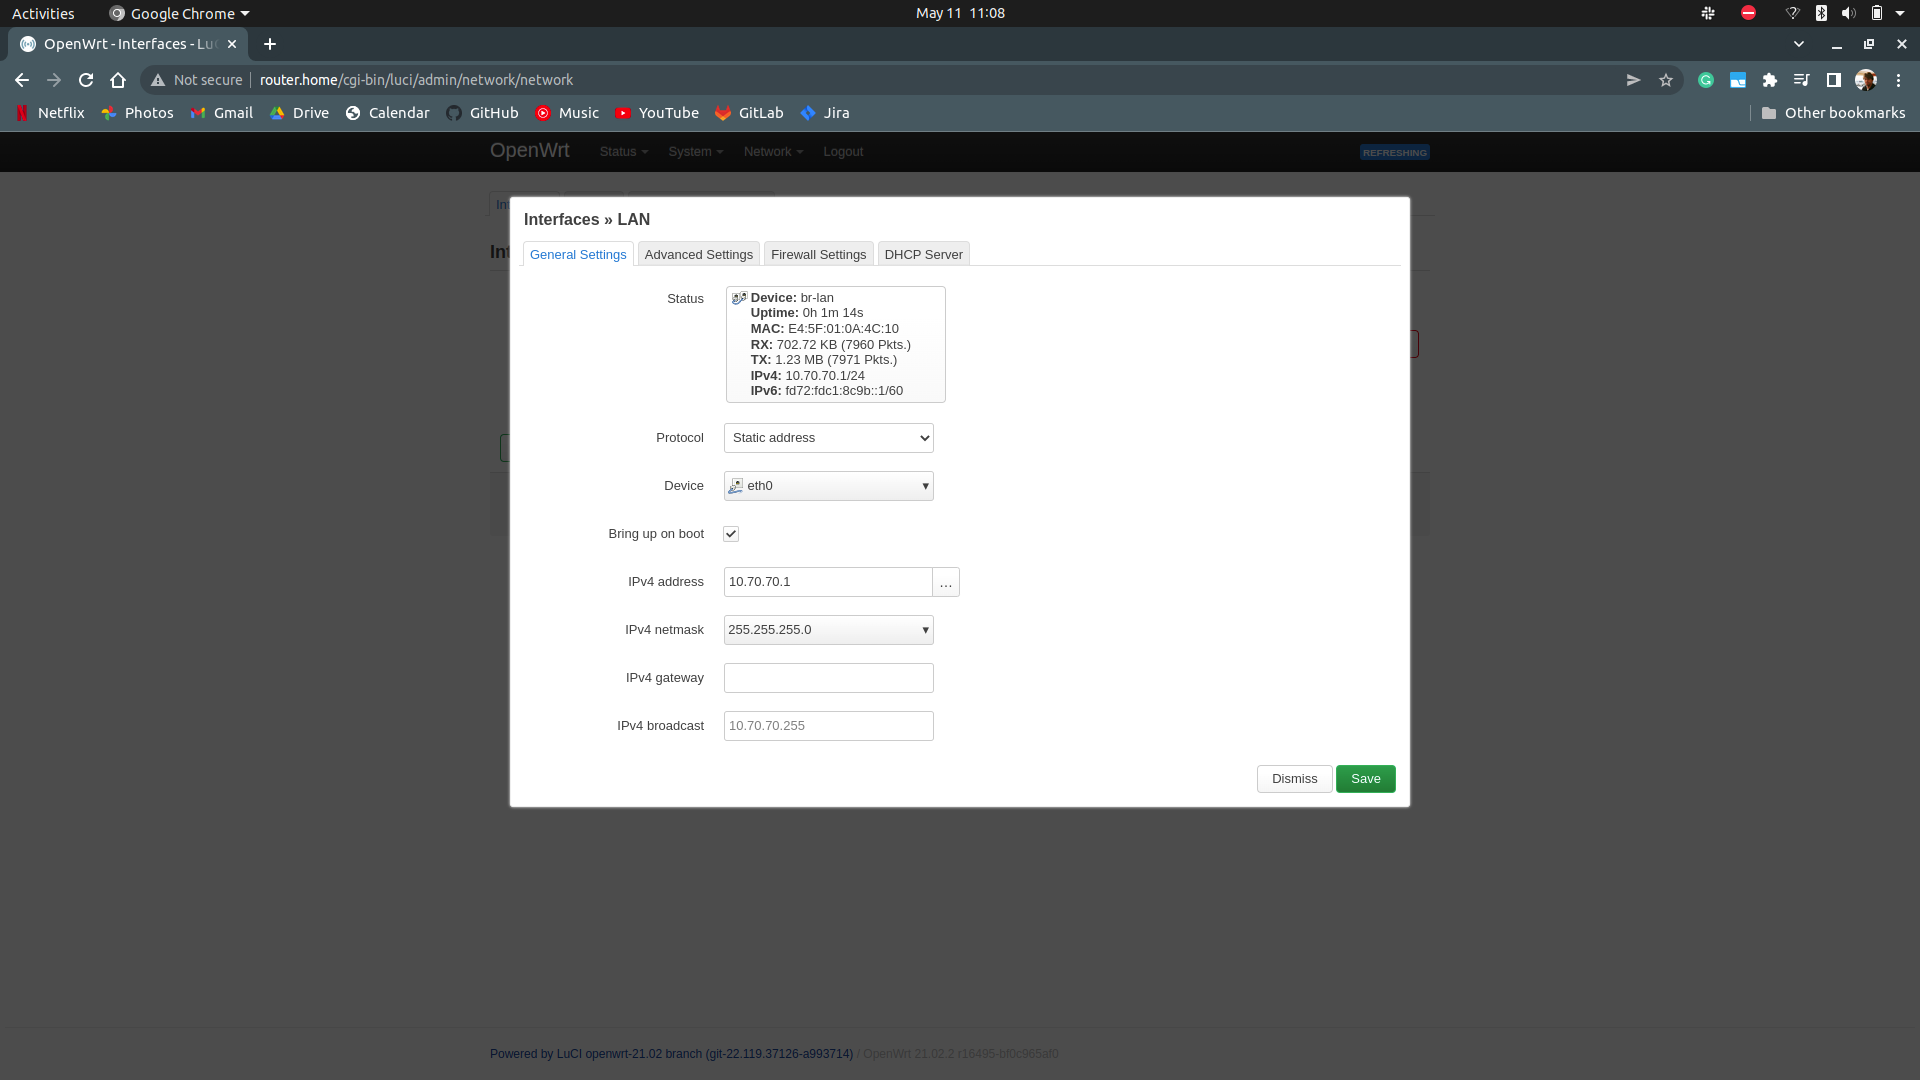 Activities Google Chrome May 11 11:08
OpenWrt - Interfaces - Lu
Not secure router.home/cgi-bin/luci/admin/network/network
Netflix Photos Gmail Drive Calendar GitHub Music YouTube GitLab Jira Other bookmarks
OpenWrt Status System Network Logout REFRESHING
Interfaces » LAN
General Settings Advanced Settings Firewall Settings DHCP Server
Status
Device: br-lan
Uptime: 0h 1m 14s
MAC: E4:5F:01:0A:4C:10
RX: 702.72 KB (7960 Pkts.)
TX: 1.23 MB (7971 Pkts.)
IPv4: 10.70.70.1/24
IPv6: fd72:fdc1:8c9b::1/60
Protocol Static address
Device eth0
Bring up on boot
IPv4 address 10.70.70.1 ...
IPv4 netmask 255.255.255.0
IPv4 gateway
IPv4 broadcast 10.70.70.255
Dismiss Save
Powered by LuCI openwrt-21.02 branch (git-22.119.37126-a993714) / OpenWrt 21.02.2 r16495-bf0c965af0